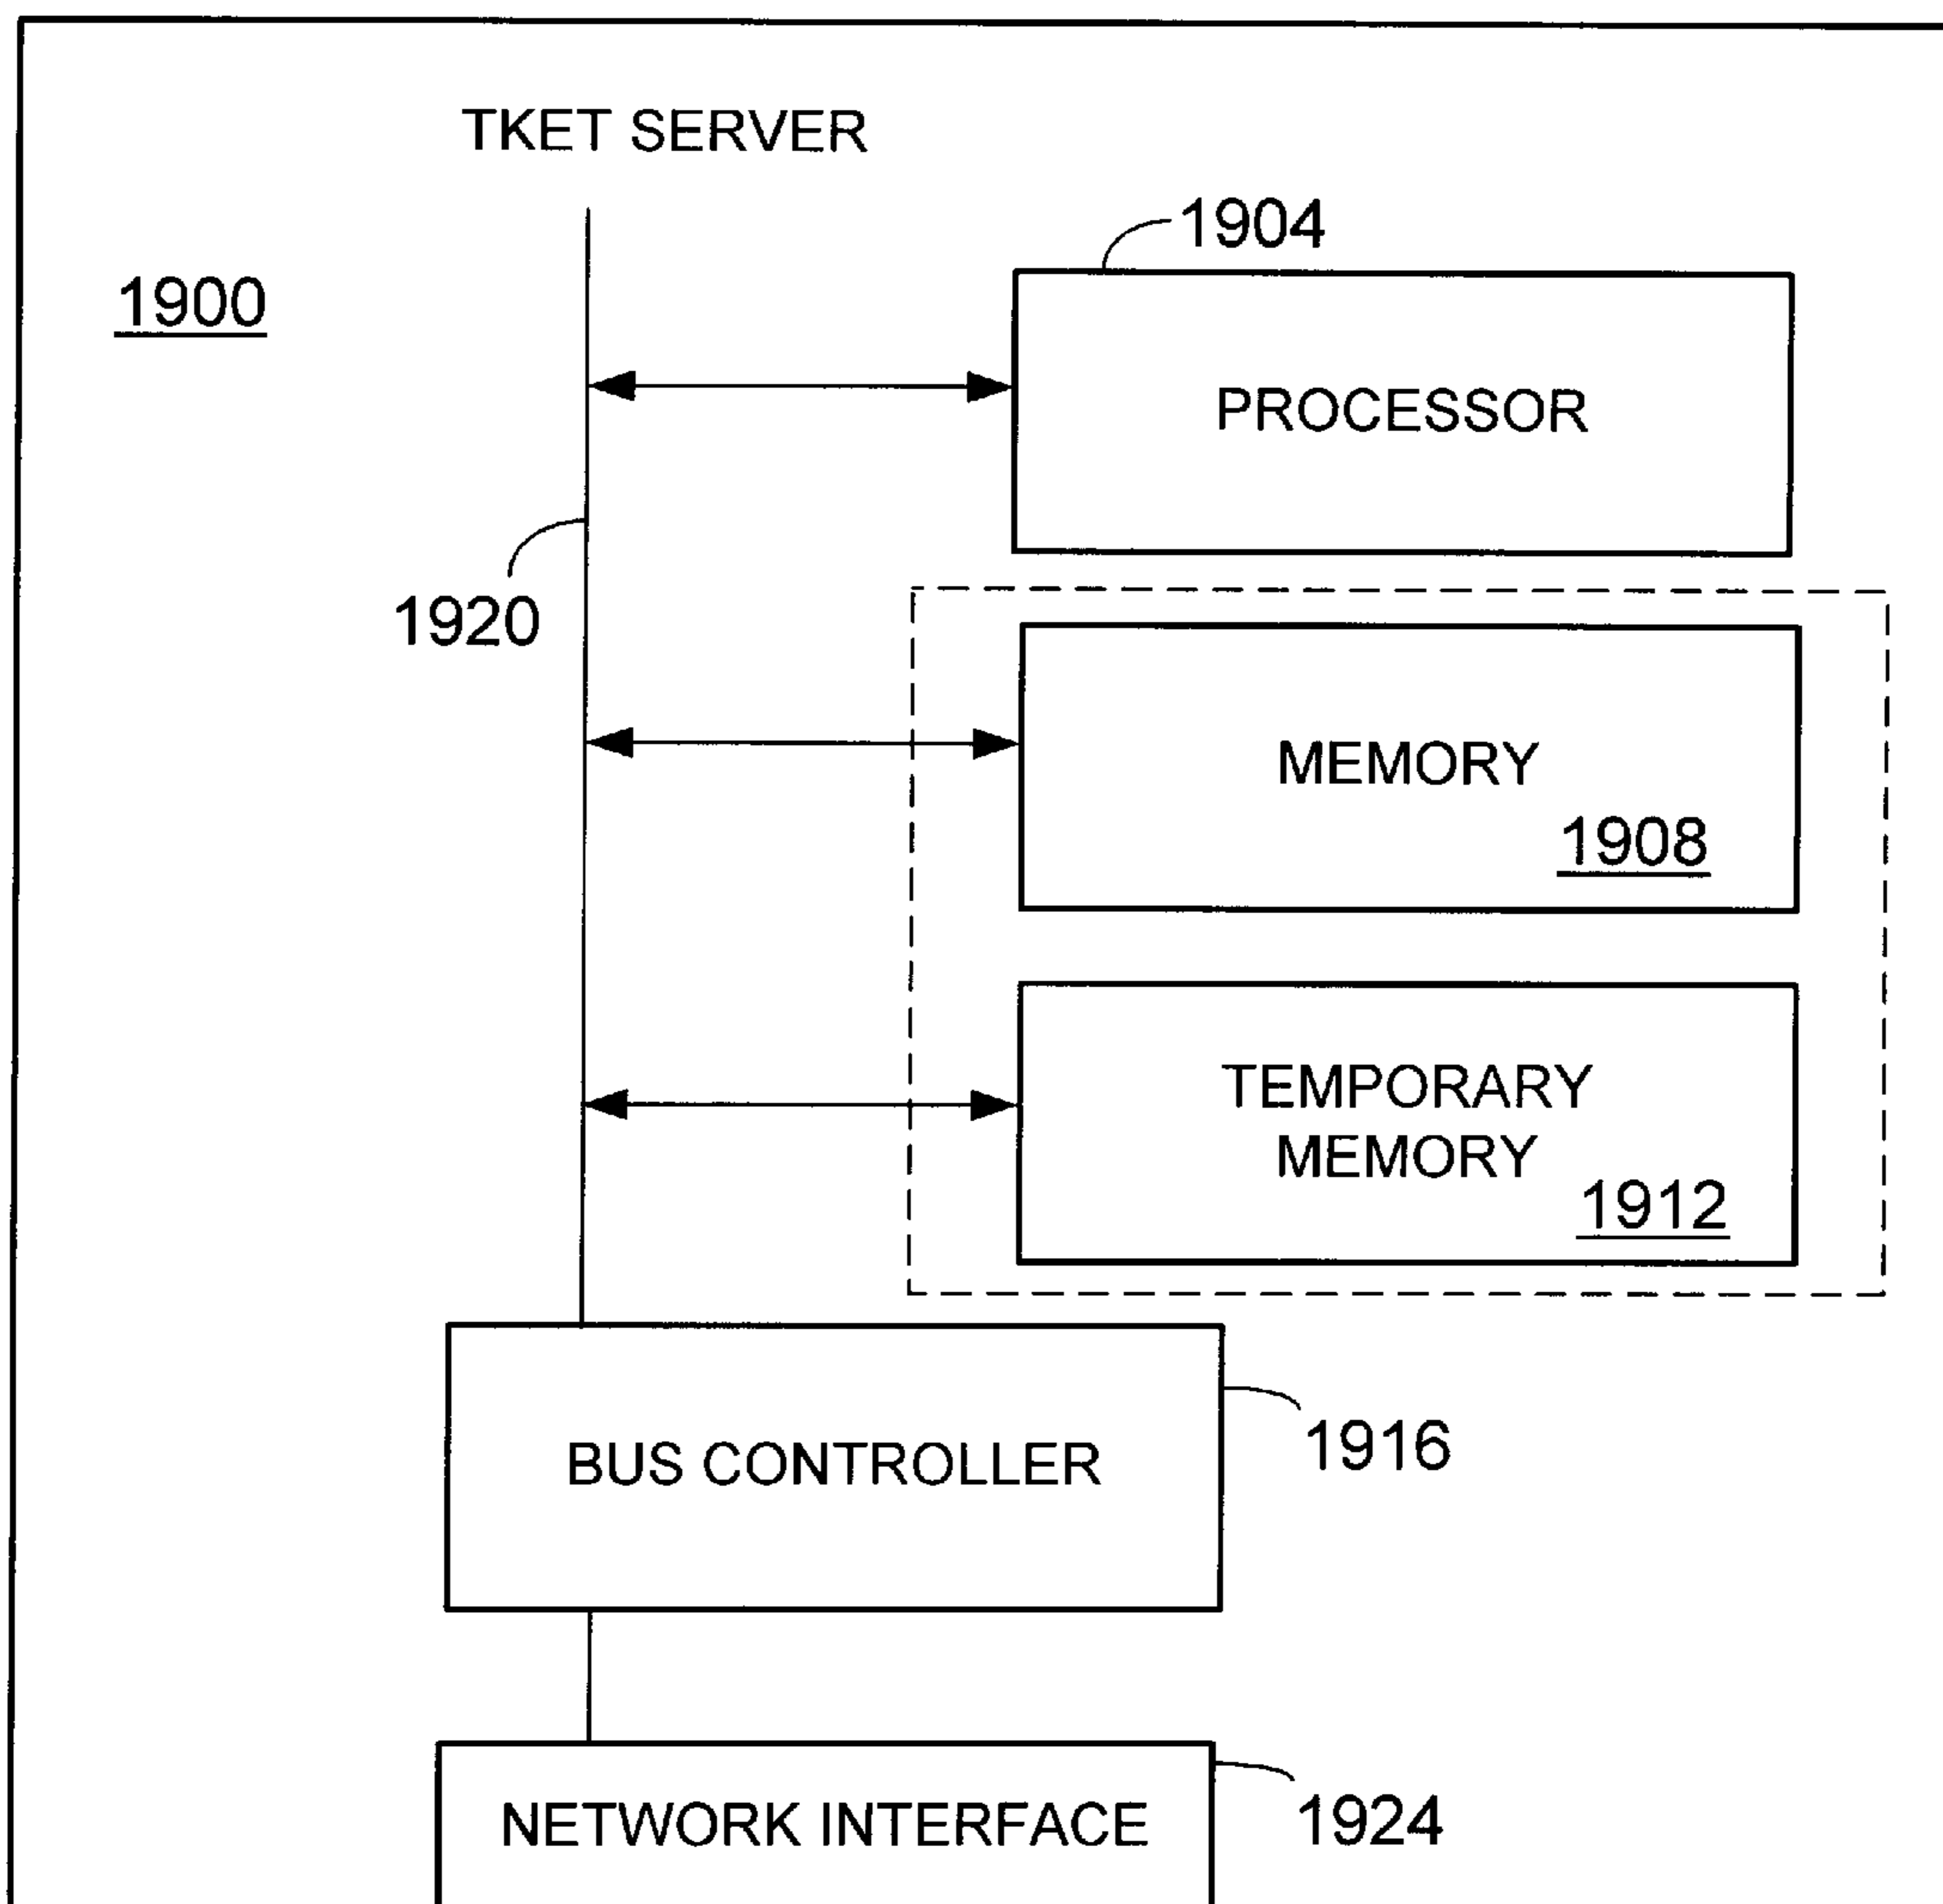 TKET SERVER
1904
1900
PROCESSOR
1920
MEMORY
1908
TEMPORARY
MEMORY
1912
BUS CONTROLLER
1916
NETWORK INTERFACE
1924